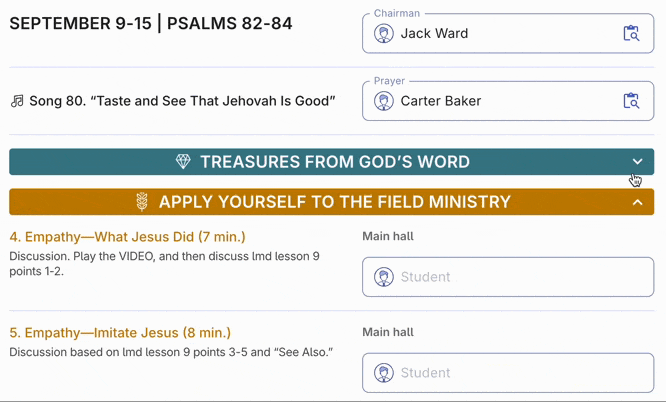 SEPTEMBER 9-15 | PSALMS 82-84
Chairman
Jack Ward
Song 80. “Taste and See That Jehovah Is Good”
Prayer
Carter Baker
TREASURES FROM GOD’S WORD
APPLY YOURSELF TO THE FIELD MINISTRY
4. Empathy—What Jesus Did (7 min.)
Discussion. Play the VIDEO, and then discuss lmd lesson 9
points 1-2.
Main hall
Student
5. Empathy—Imitate Jesus (8 min.)
Discussion based on lmd lesson 9 points 3-5 and “See Also.”
Main hall
Student